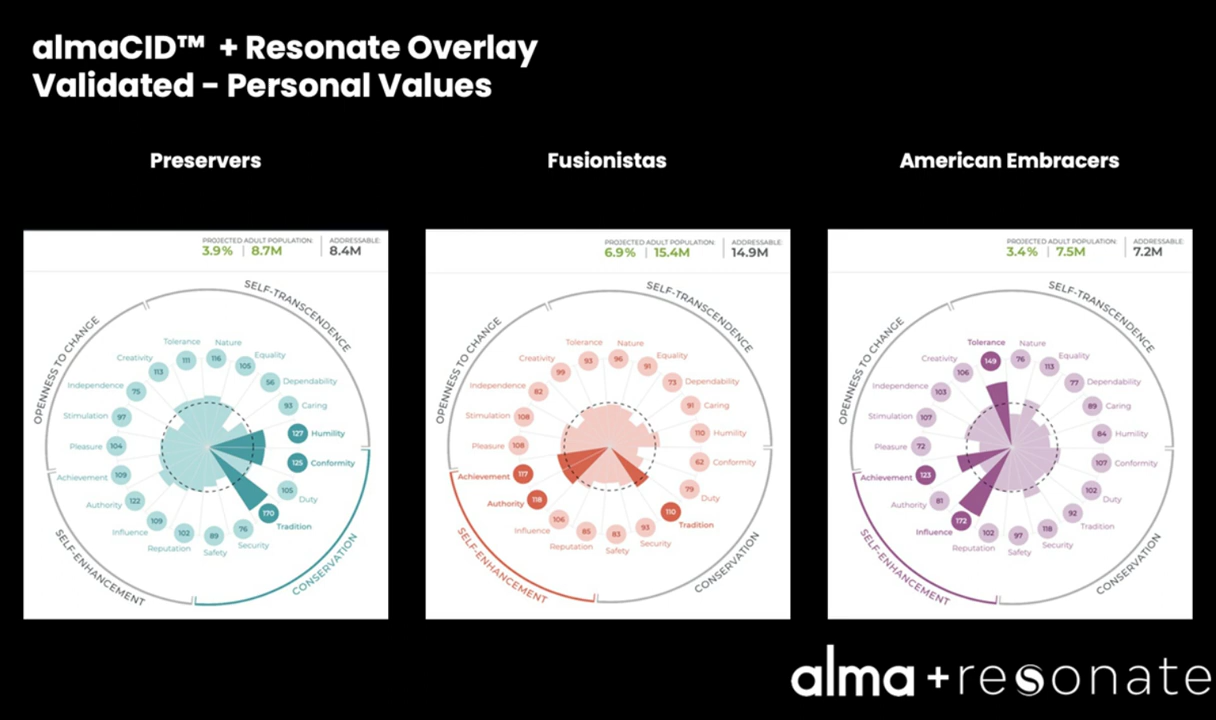 almaCID™ + Resonate Overlay
Validated - Personal Values
Preservers
Fusionistas
American Embracers
PROJECTED ADULT POPULATION:
3.9% | 8.7M
ADDRESSABLE:
8.4M
SELF-TRANSCENDENCE
OPENNESS TO CHANGE
SELF-ENHANCEMENT
CONSERVATION
Tolerance 111
Nature 116
Equality 105
Dependability 56
Caring 93
Humility 127
Conformity 125
Duty 105
Tradition 170
Security 76
Safety 89
Reputation 102
Influence 109
Authority 122
Achievement 109
Pleasure 104
Stimulation 97
Independence 75
Creativity 113
PROJECTED ADULT POPULATION:
6.9% | 15.4M
ADDRESSABLE:
14.9M
SELF-TRANSCENDENCE
OPENNESS TO CHANGE
SELF-ENHANCEMENT
CONSERVATION
Tolerance 93
Nature 96
Equality 91
Dependability 73
Caring 91
Humility 110
Conformity 62
Duty 79
Tradition 110
Security 93
Safety 83
Reputation 85
Influence 106
Authority 118
Achievement 117
Pleasure 108
Stimulation 108
Independence 82
Creativity 99
PROJECTED ADULT POPULATION:
3.4% | 7.5M
ADDRESSABLE:
7.2M
SELF-TRANSCENDENCE
OPENNESS TO CHANGE
SELF-ENHANCEMENT
CONSERVATION
Tolerance 149
Nature 76
Equality 113
Dependability 77
Caring 89
Humility 84
Conformity 107
Duty 102
Tradition 92
Security 118
Safety 97
Reputation 102
Influence 172
Authority 81
Achievement 123
Pleasure 72
Stimulation 107
Independence 103
Creativity 106
alma + resonate